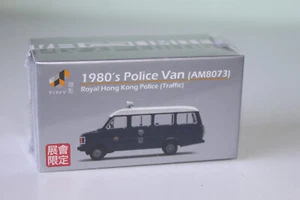 1980's Police Van (AM8073)
Royal Hong Kong Police (Traffic)
展會
限定